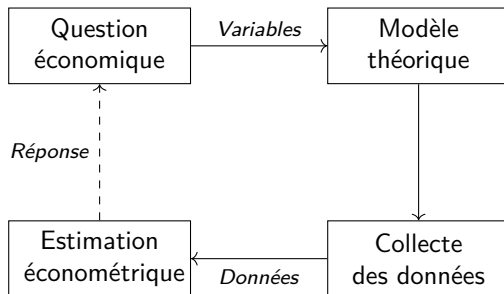 Question
économique
Variables
Modèle
théorique
Réponse
Estimation
économétrique
Données
Collecte
des données